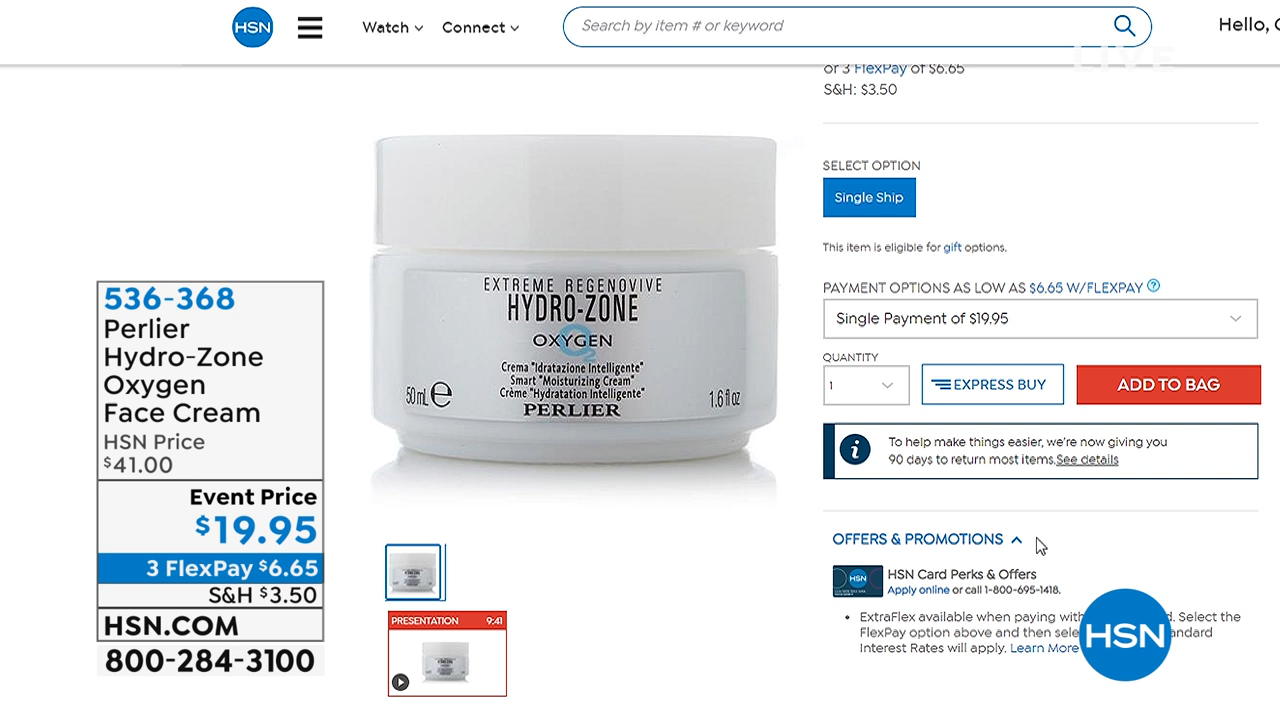 HSN
Watch
Connect
Search by item # or keyword
Hello,
LIVE
or 3 FlexPay of $6.65
S&H: $3.50
SELECT OPTION
Single Ship
This item is eligible for gift options.
PAYMENT OPTIONS AS LOW AS $6.65 W/FLEXPAY ?
Single Payment of $19.95
QUANTITY
1
EXPRESS BUY
ADD TO BAG
i
To help make things easier, we're now giving you
90 days to return most items.See details
OFFERS & PROMOTIONS
HSN
HSN Card Perks & Offers
Apply online or call 1-800-695-1418.
• ExtraFlex available when paying with Select the
FlexPay option above and then
Interest Rates will apply. Learn More
HSN
EXTREME REGENOVIVE
HYDRO-ZONE
OXYGEN
O2
Crema "Idratazione Intelligente"
Smart "Moisturizing Cream"
Crème "Hydratation Intelligente"
50 mL e
PERLIER
1.6 fl oz
PRESENTATION 9:41
536-368
Perlier
Hydro-Zone
Oxygen
Face Cream
HSN Price
$41.00
Event Price
$19.95
3 FlexPay $6.65
S&H $3.50
HSN.COM
800-284-3100